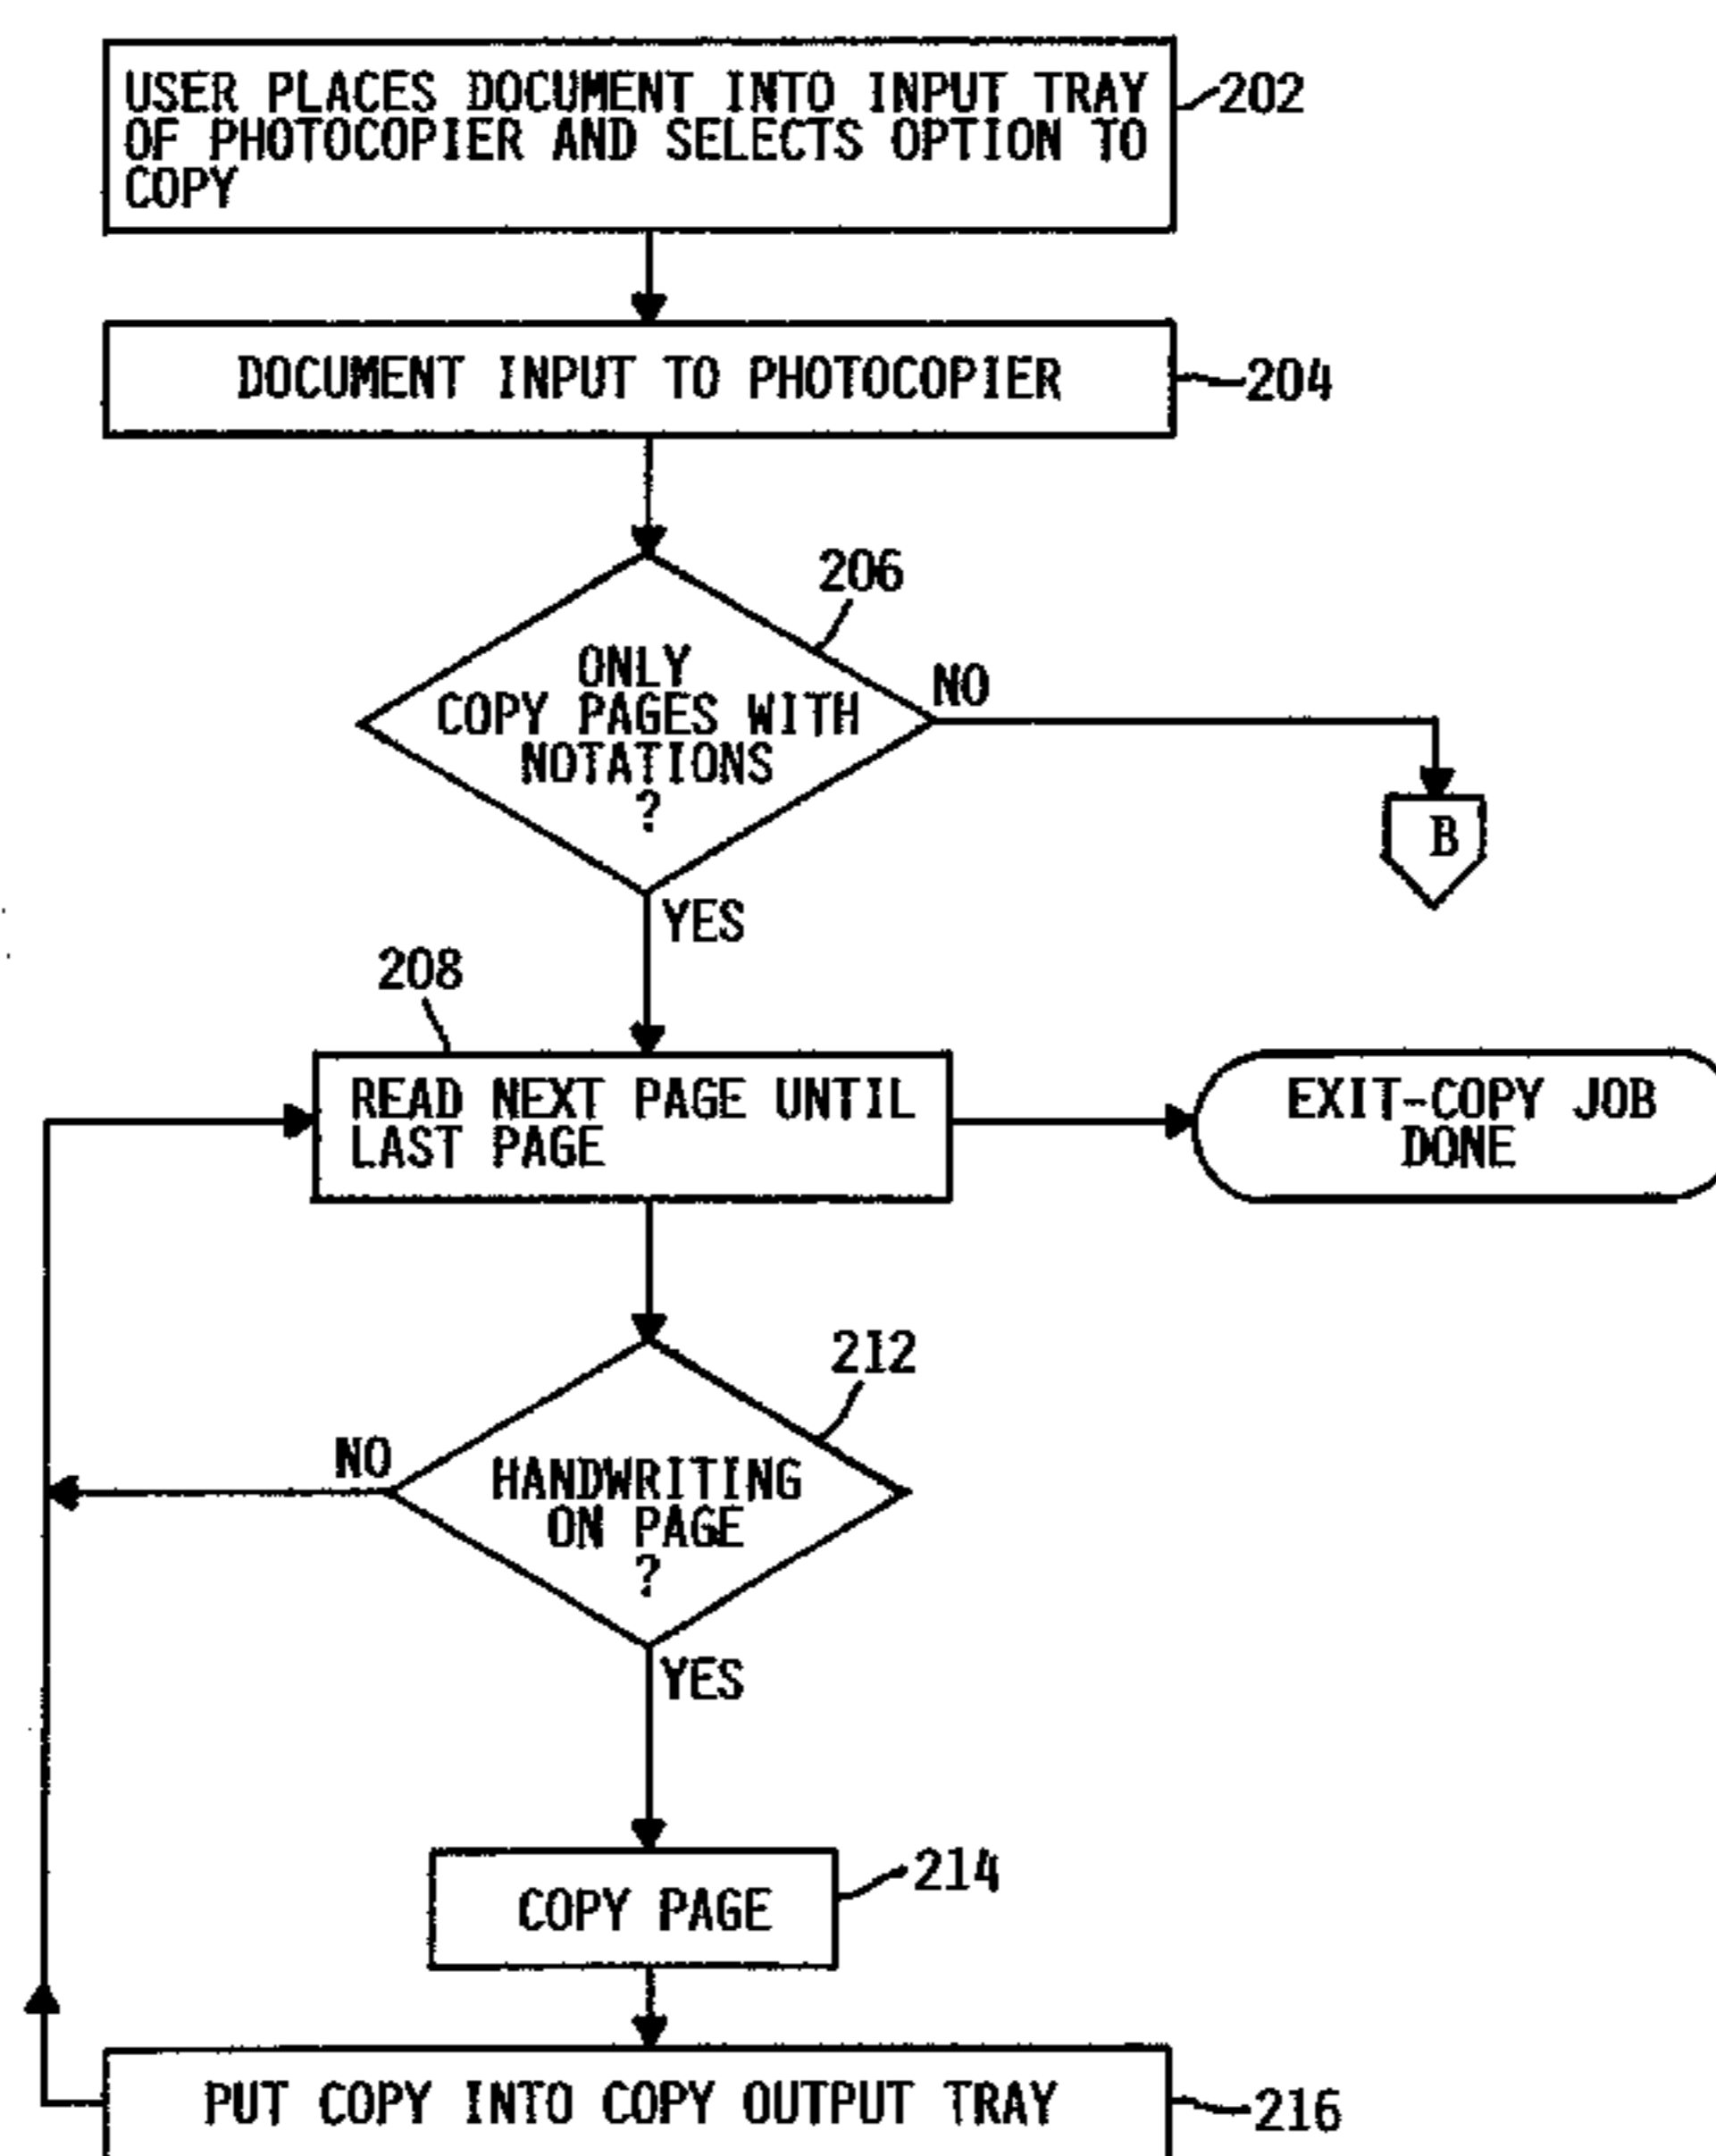 USER PLACES DOCUMENT INTO INPUT TRAY
OF PHOTOCOPIER AND SELECTS OPTION TO
COPY
202
DOCUMENT INPUT TO PHOTOCOPIER
204
206
ONLY
COPY PAGES WITH
NOTATIONS
?
NO
B
YES
208
READ NEXT PAGE UNTIL
LAST PAGE
EXIT-COPY JOB
DONE
212
NO
HANDWRITING
ON PAGE
?
YES
COPY PAGE
214
PUT COPY INTO COPY OUTPUT TRAY
216